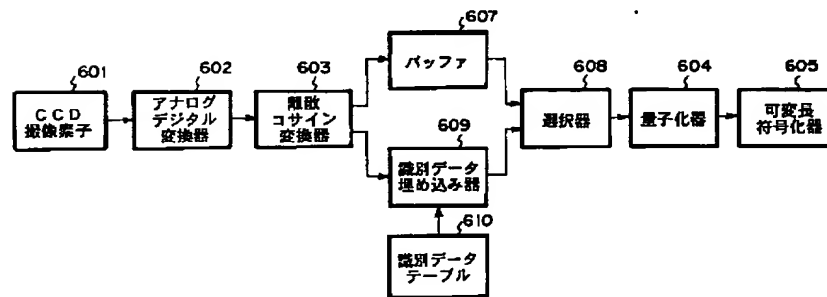 601
CCD
撮像素子
602
アナログ
デジタル
変換器
603
離散
コサイン
変換器
607
バッファ
609
識別データ
埋め込み器
610
識別データ
テーブル
608
選択器
604
量子化器
605
可変長
符号化器